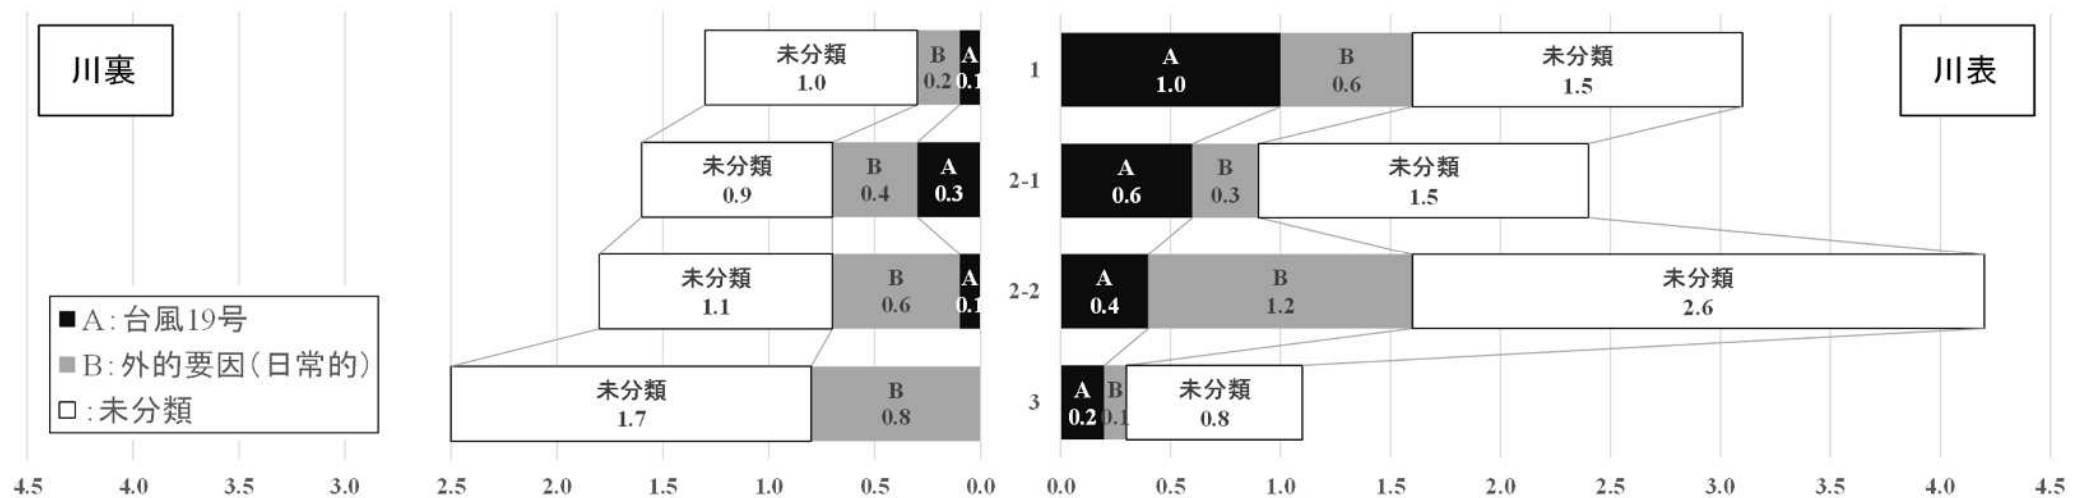 川裏
川表
未分類 B A
1.0 0.2 0.1
1
A B 未分類
1.0 0.6 1.5
未分類 B A
0.9 0.4 0.3
2-1
A B 未分類
0.6 0.3 1.5
未分類 B A
1.1 0.6 0.1
2-2
A B 未分類
0.4 1.2 2.6
未分類 B
1.7 0.8
3
A B 未分類
0.2 0.1 0.8
A:台風19号
B:外的要因(日常的)
:未分類
4.5 4.0 3.5 3.0 2.5 2.0 1.5 1.0 0.5 0.0
0.0 0.5 1.0 1.5 2.0 2.5 3.0 3.5 4.0 4.5